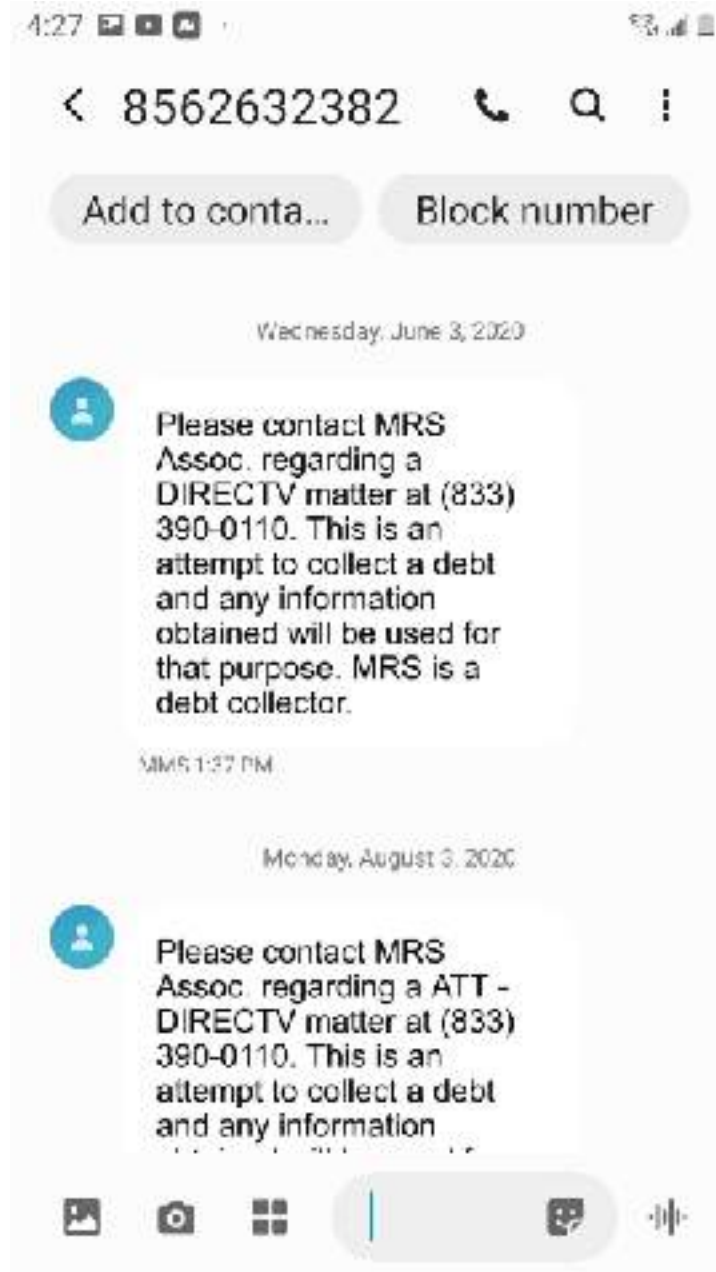 4:27
8562632382
Add to conta...
Block number
Wednesday, June 3, 2020
Please contact MRS
Assoc. regarding a
DIRECTV matter at (833)
390-0110. This is an
attempt to collect a debt
and any information
obtained will be used for
that purpose. MRS is a
debt collector.
MMS 1:37 PM
Monday, August 3, 2020
Please contact MRS
Assoc. regarding a ATT -
DIRECTV matter at (833)
390-0110. This is an
attempt to collect a debt
and any information